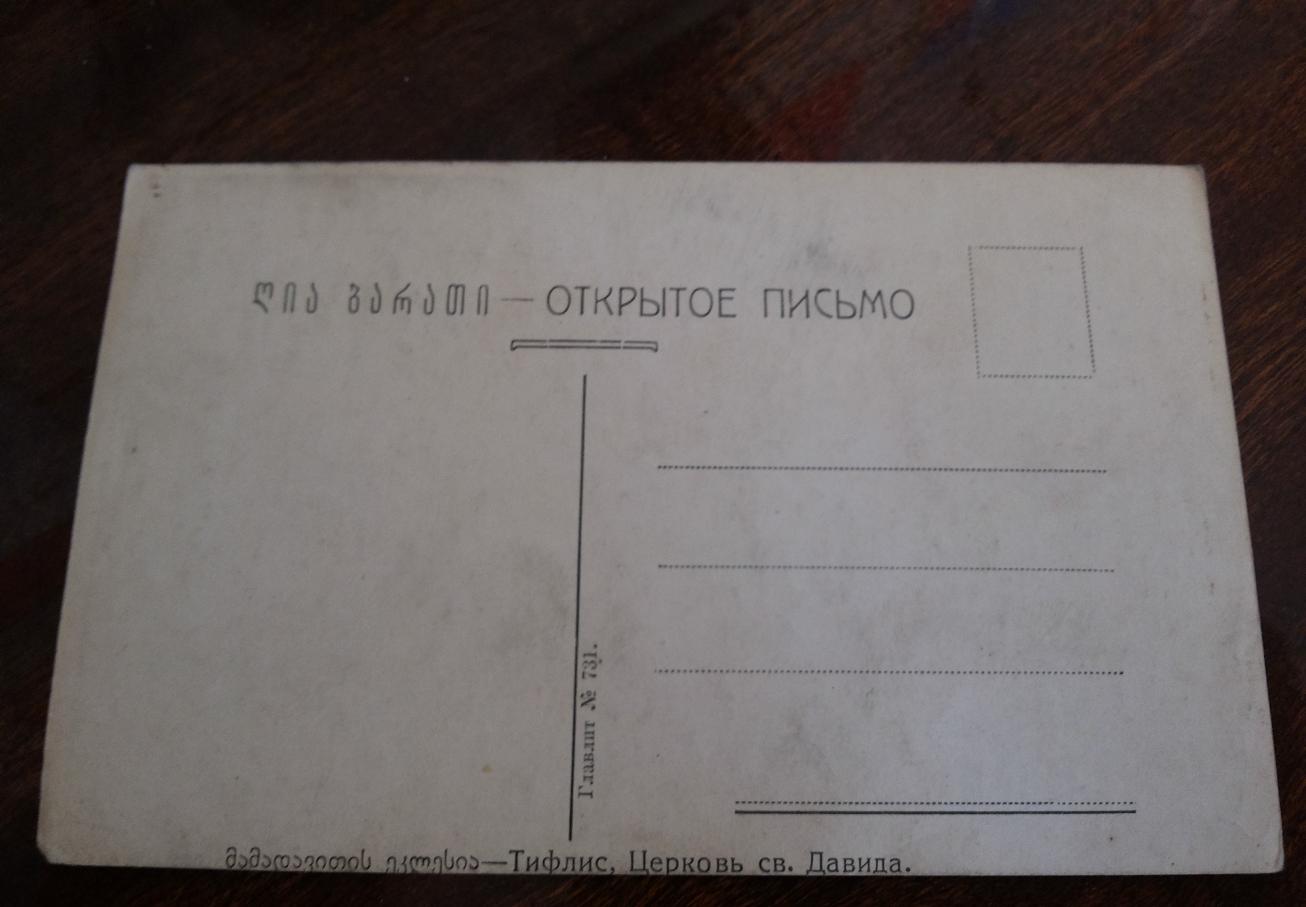 ღია ბარათი — ОТКРЫТОЕ ПИСЬМО
Главлит № 731.
მამადავითის ეკლესია—Тифлис, Церковь св. Давида.